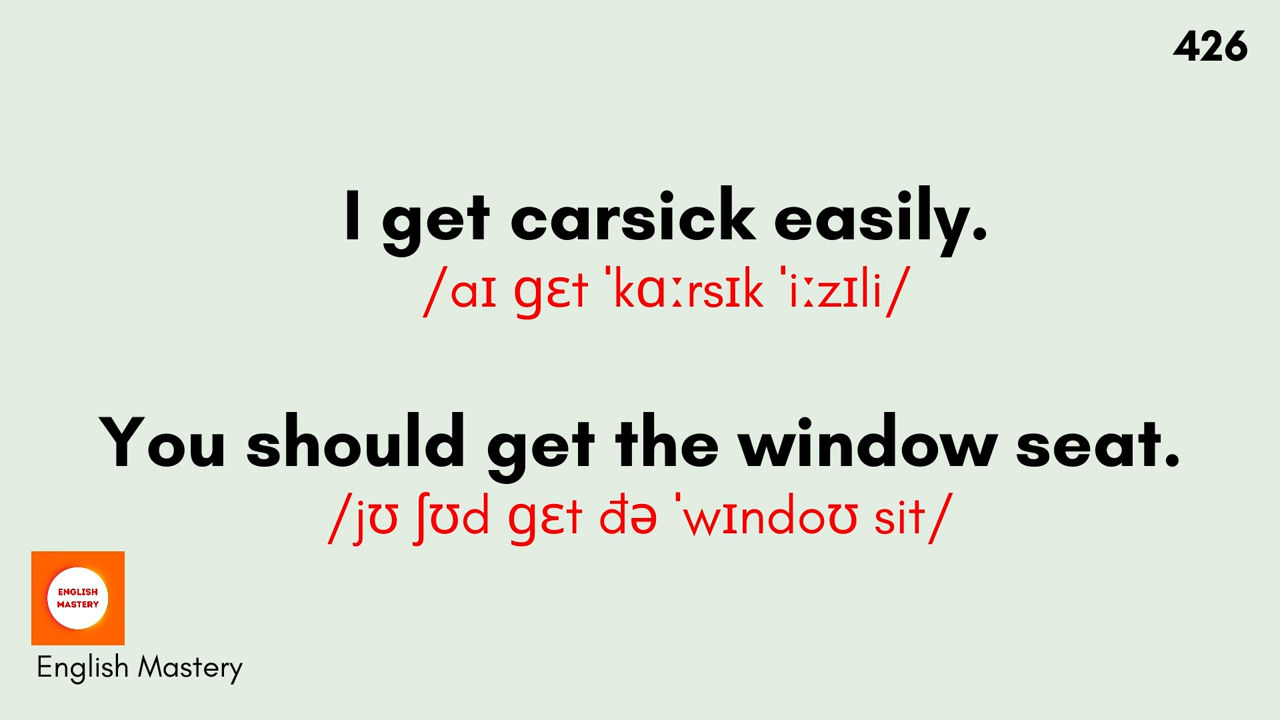 426
I get carsick easily.
/aɪ ɡɛt ˈkɑːrsɪk ˈiːzɪli/
You should get the window seat.
/jʊ ʃʊd ɡɛt đə ˈwɪndoʊ sit/
ENGLISH
MASTERY
English Mastery